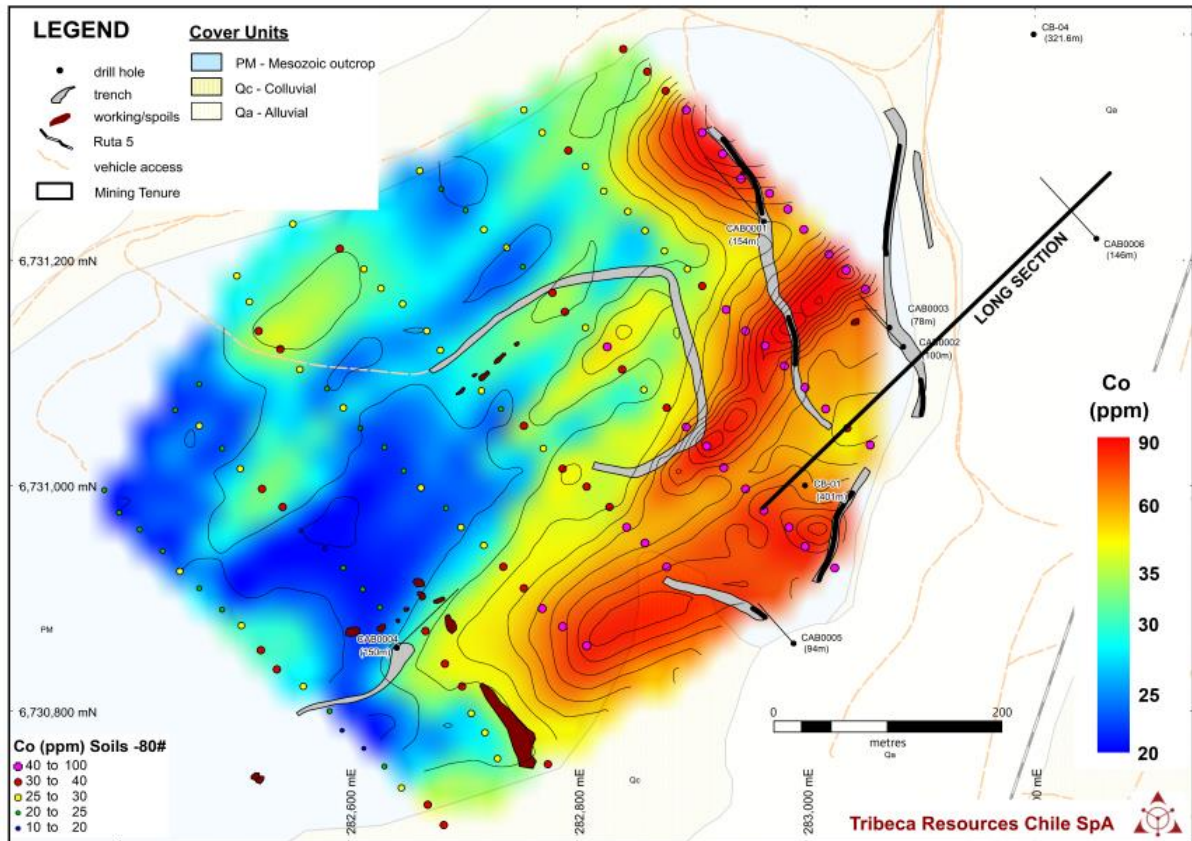 LEGEND
drill hole
trench
working/spoils
Ruta 5
vehicle access
Mining Tenure
Cover Units
PM - Mesozoic outcrop
Qc - Colluvial
Qa - Alluvial
CB-04
(321.6m)
Qa
CAB0001
(154m)
CAB0006
(146m)
6,731,200 mN
LONG SECTION
CAB0003
(78m)
CAB0002
(100m)
Co
(ppm)
90
60
35
30
25
20
6,731,000 mN
CB-01
(401m)
PM
CAB0004
(150m)
CAB0005
(94m)
6,730,800 mN
0
200
metres
Qa
Qc
Co (ppm) Soils -80#
40 to 100
30 to 40
25 to 30
20 to 25
10 to 20
282,600 mE
282,800 mE
283,000 mE
mE
Tribeca Resources Chile SpA